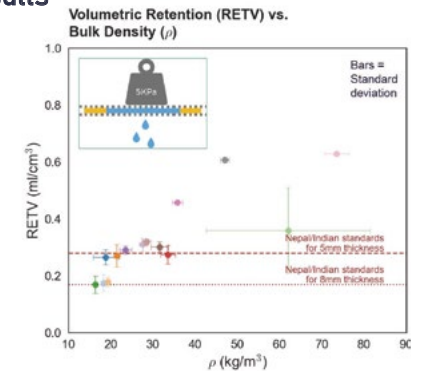 Volumetric Retention (RETV) vs.
Bulk Density (ρ)
1.0
0.8
0.6
0.4
0.2
0.0
RETV (ml/cm³)
5KPa
Bars =
Standard
deviation
Nepal/Indian standards
for 5mm thickness
Nepal/Indian standards
for 8mm thickness
10 20 30 40 50 60 70 80 90
ρ (kg/m³)